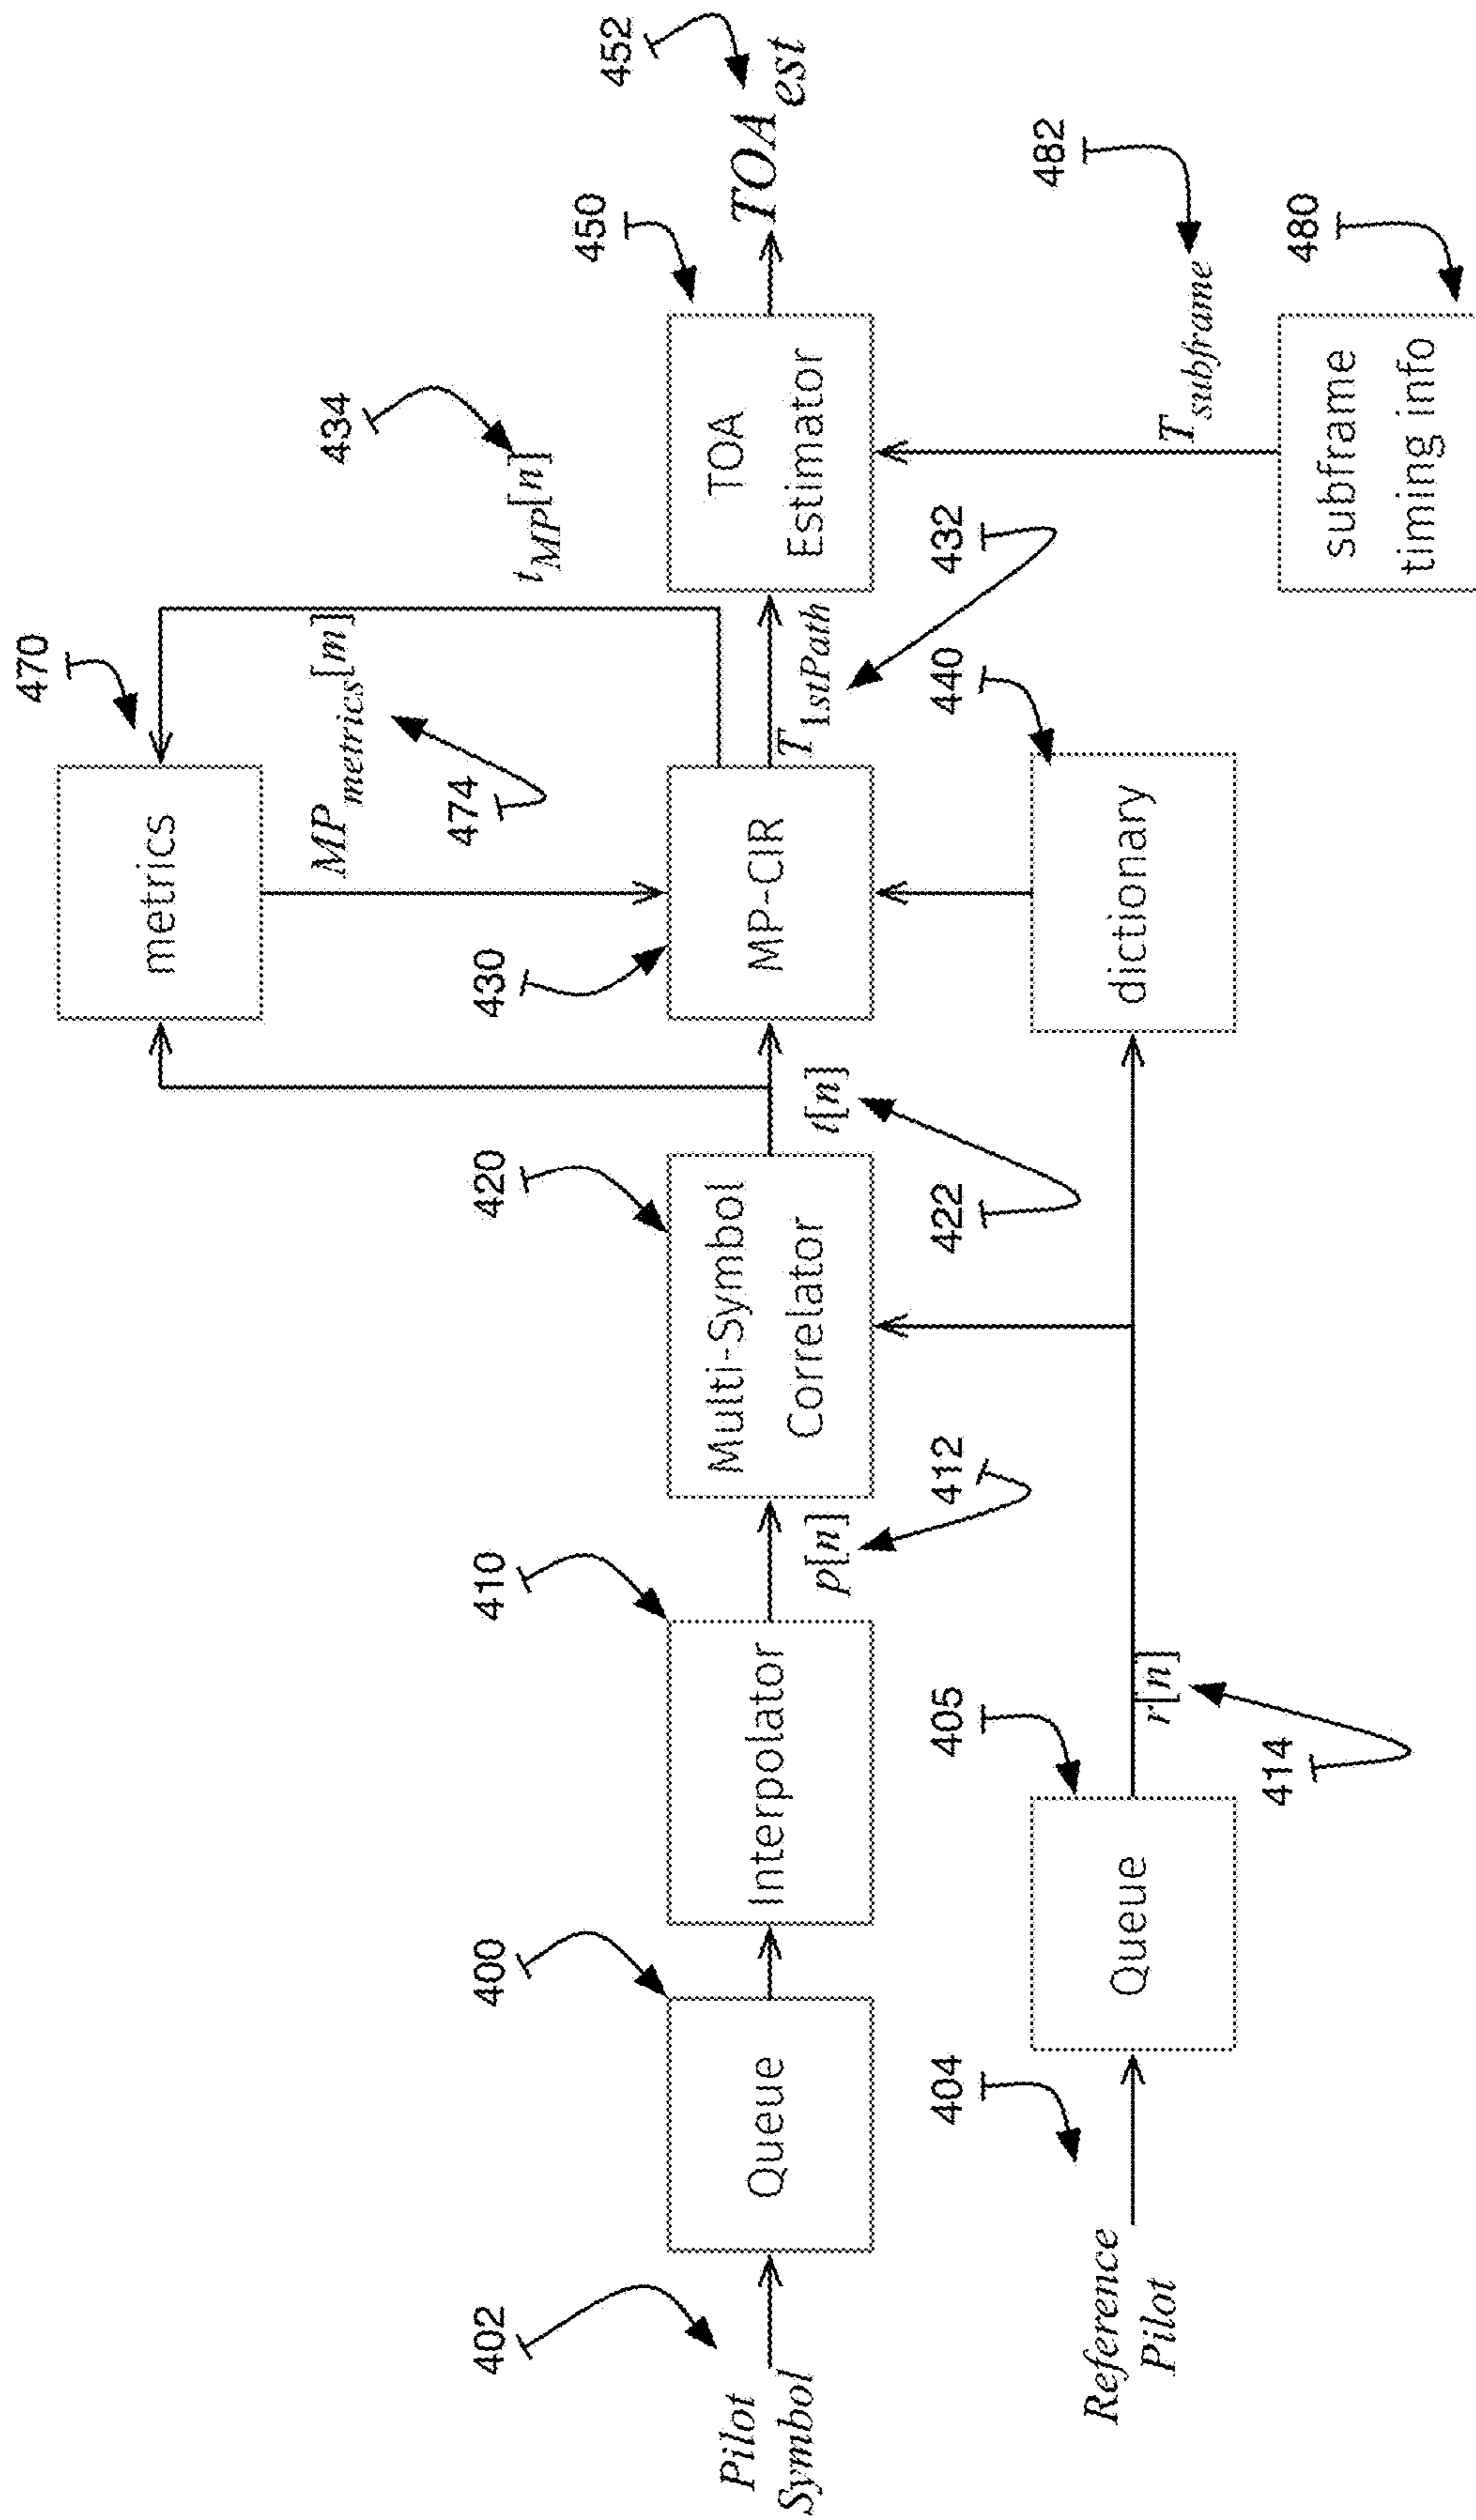 470
metrics
MP metrics[m]
474
434
t MP[n]
452
TOA est
450
TOA
Estimator
430
MP-CIR
T 1stPath
432
420
Multi-Symbol
Correlator
t[n]
422
410
Interpolator
p[n]
412
400
Queue
402
Pilot
Symbol
404
Reference
Pilot
405
Queue
r[n]
414
440
dictionary
482
T subframe
480
subframe
timing info